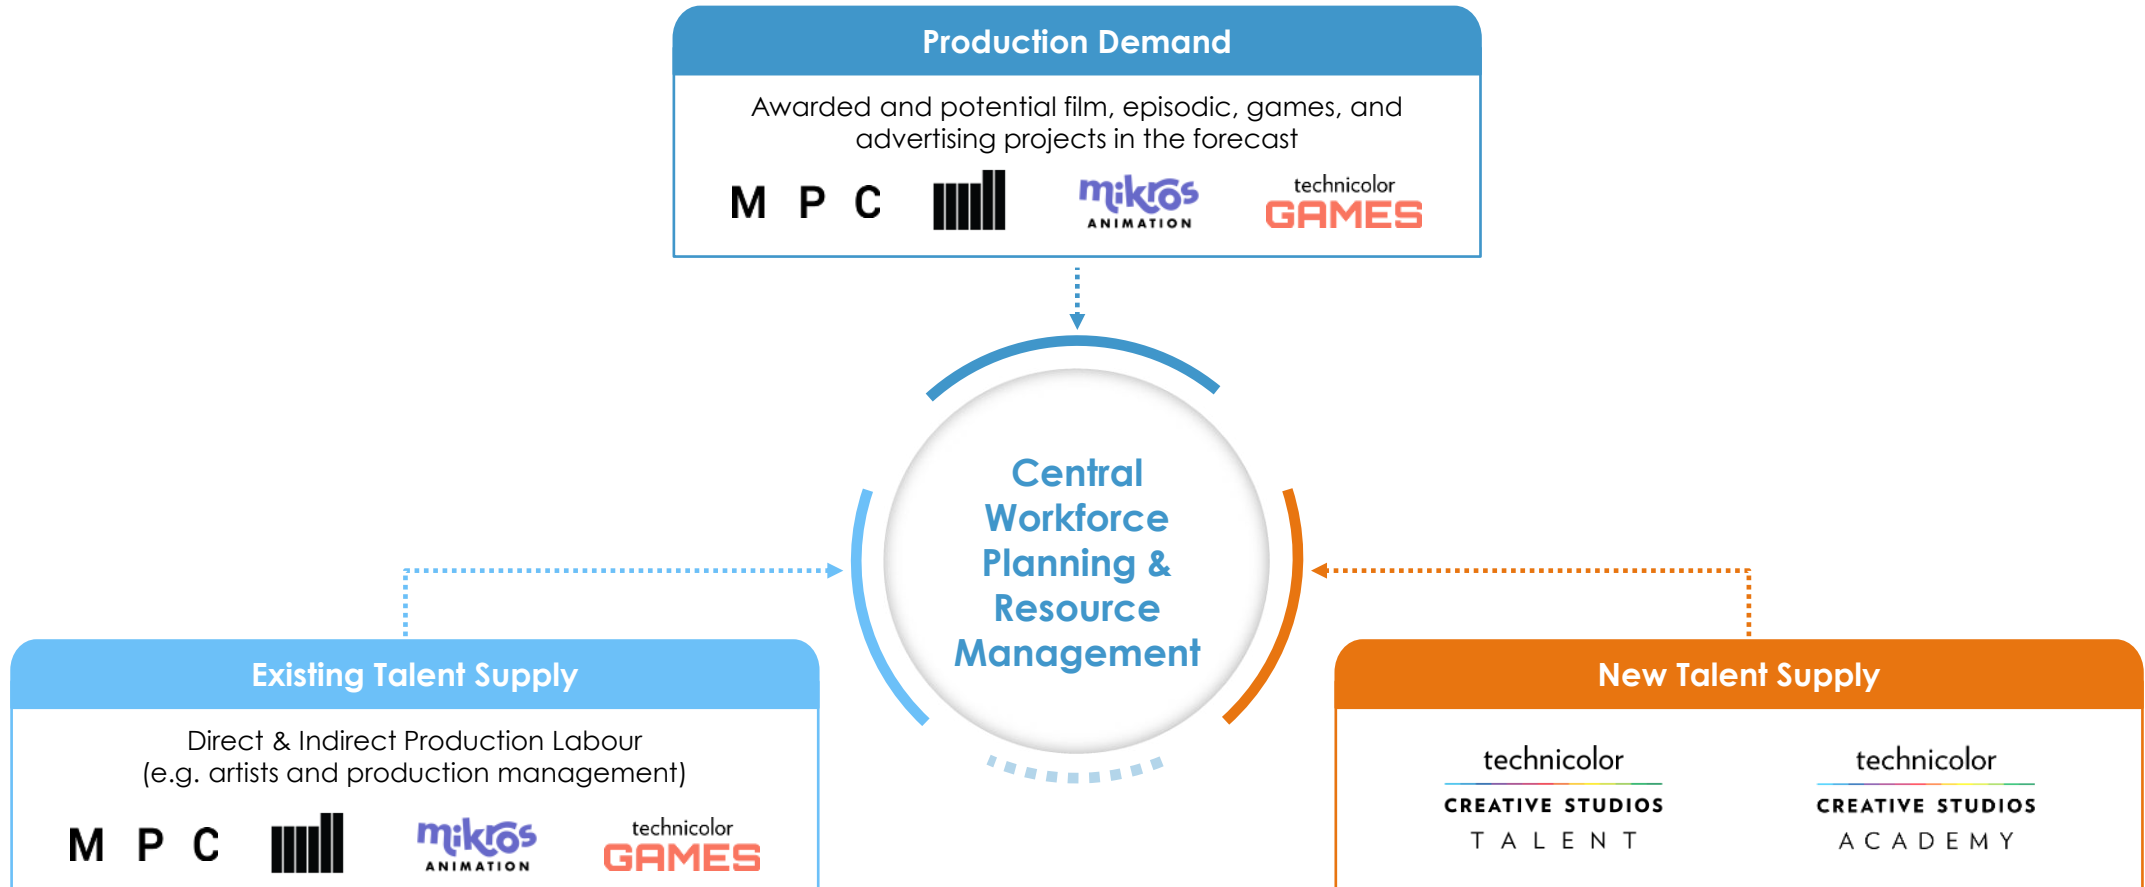 Production Demand
Awarded and potential film, episodic, games, and
advertising projects in the forecast
M P C
mikros
ANIMATION
technicolor
GAMES
Central
Workforce
Planning &
Resource
Management
Existing Talent Supply
Direct & Indirect Production Labour
(e.g. artists and production management)
M P C
mikros
ANIMATION
technicolor
GAMES
New Talent Supply
technicolor
CREATIVE STUDIOS
TALENT
technicolor
CREATIVE STUDIOS
ACADEMY